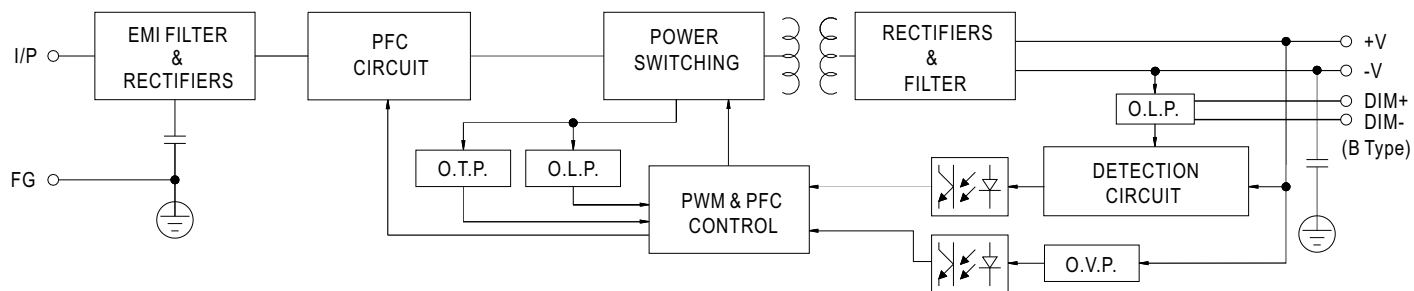 I/P
EMI FILTER
&
RECTIFIERS
PFC
CIRCUIT
POWER
SWITCHING
RECTIFIERS
&
FILTER
+V
-V
DIM+
DIM-
(B Type)
O.L.P.
O.T.P.
O.L.P.
DETECTION
CIRCUIT
FG
PWM & PFC
CONTROL
O.V.P.